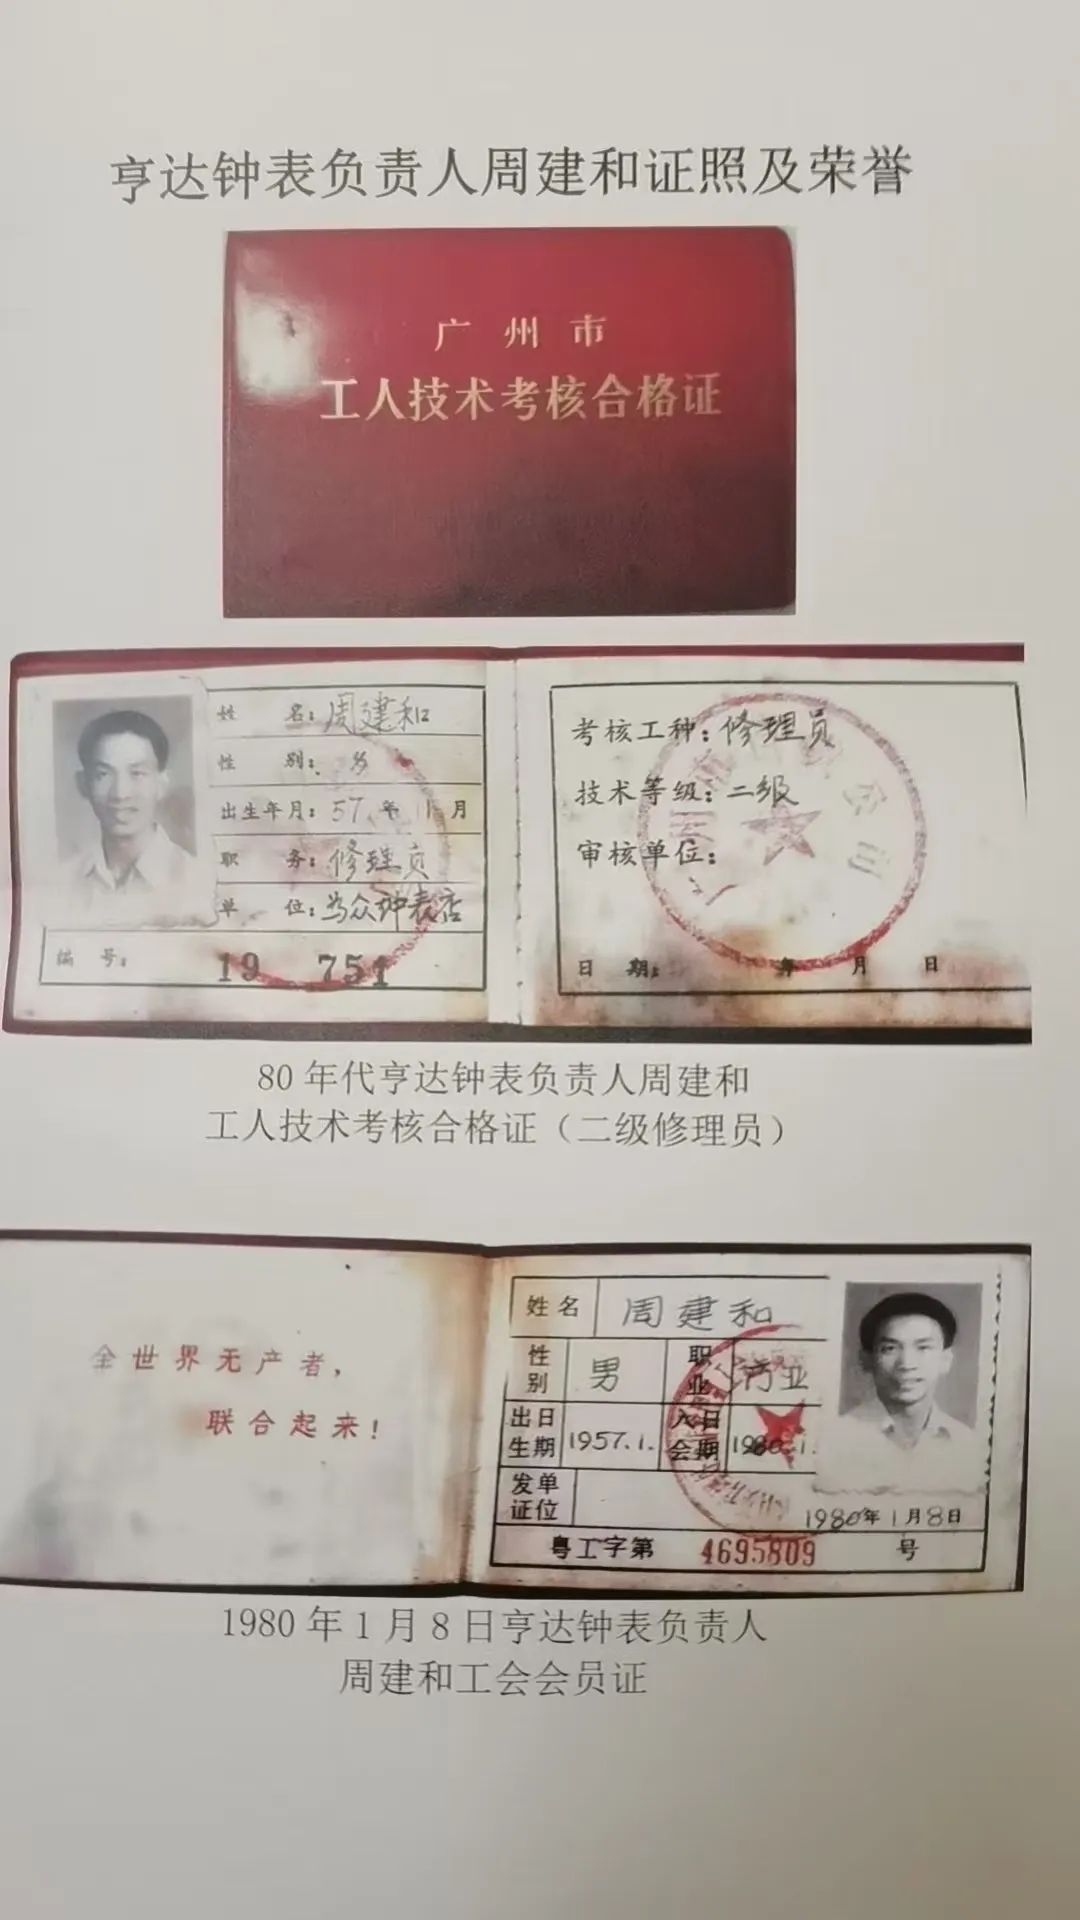 亨达钟表负责人周建和证照及荣誉
广州市
工人技术考核合格证
姓 名：周建和
性 别：男
出生年月：57年11月
职 务：修理员
单 位：为众钟表店
编 号：
19 751
考核工种：修理员
技术等级：二级
审核单位：
日 期： 年 月 日
80年代亨达钟表负责人周建和
工人技术考核合格证（二级修理员）
全世界无产者，
联合起来！
姓名 周建和
性别 男 职业
出生日期 1957.1. 入会日期 1980.1.
发证单位
1980年1月8日
粤工字第 4695809 号
1980年1月8日亨达钟表负责人
周建和工会会员证